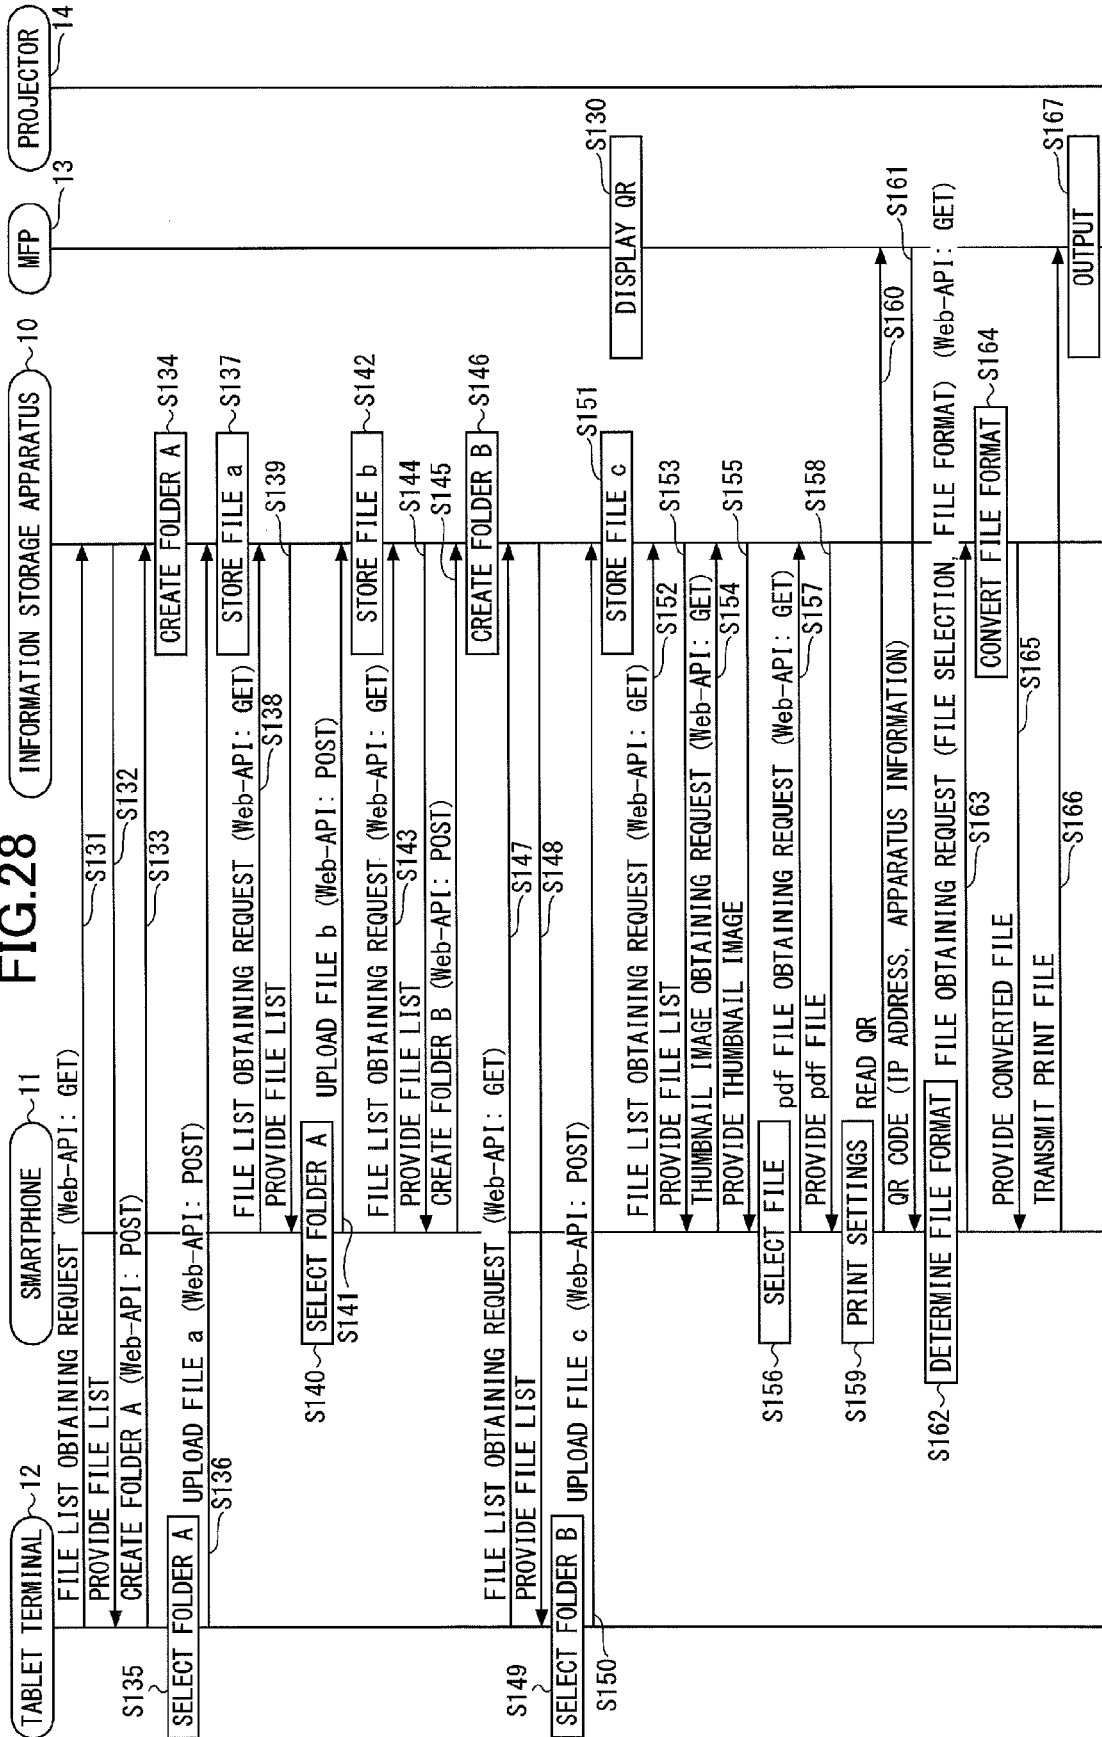 FIG.28
TABLET TERMINAL 12
SMARTPHONE 11
INFORMATION STORAGE APPARATUS 10
MFP 13
PROJECTOR 14
FILE LIST OBTAINING REQUEST (Web-API: GET)
S131
PROVIDE FILE LIST
S132
CREATE FOLDER A (Web-API: POST)
S133
CREATE FOLDER A S134
S135
SELECT FOLDER A
UPLOAD FILE a (Web-API: POST)
S136
STORE FILE a S137
FILE LIST OBTAINING REQUEST (Web-API: GET)
S138
PROVIDE FILE LIST
S139
S140 SELECT FOLDER A
UPLOAD FILE b (Web-API: POST)
S141
STORE FILE b S142
FILE LIST OBTAINING REQUEST (Web-API: GET)
S143
PROVIDE FILE LIST
S144
CREATE FOLDER B (Web-API: POST)
S145
CREATE FOLDER B S146
FILE LIST OBTAINING REQUEST (Web-API: GET)
S147
PROVIDE FILE LIST
S148
S149
SELECT FOLDER B
UPLOAD FILE c (Web-API: POST)
S150
STORE FILE c
S151
DISPLAY QR
S130
FILE LIST OBTAINING REQUEST (Web-API: GET)
S152
PROVIDE FILE LIST
S153
THUMBNAIL IMAGE OBTAINING REQUEST (Web-API: GET)
S154
PROVIDE THUMBNAIL IMAGE
S155
S156 SELECT FILE
pdf FILE OBTAINING REQUEST (Web-API: GET)
S157
PROVIDE pdf FILE
S158
S159 PRINT SETTINGS
READ QR
S160
QR CODE (IP ADDRESS, APPARATUS INFORMATION)
S161
S162 DETERMINE FILE FORMAT
FILE OBTAINING REQUEST (FILE SELECTION, FILE FORMAT) (Web-API: GET)
S163
CONVERT FILE FORMAT S164
PROVIDE CONVERTED FILE
S165
TRANSMIT PRINT FILE
S166
OUTPUT S167